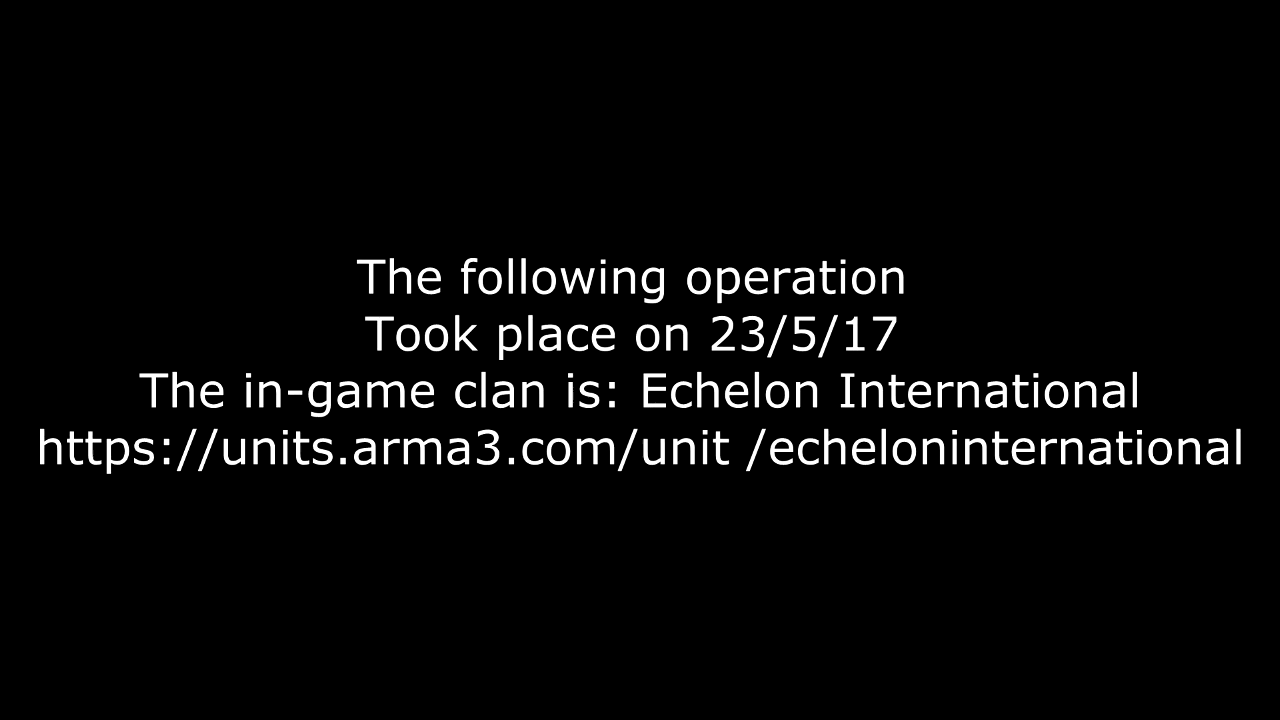 The following operation
Took place on 23/5/17
The in-game clan is: Echelon International
https://units.arma3.com/unit /echeloninternational